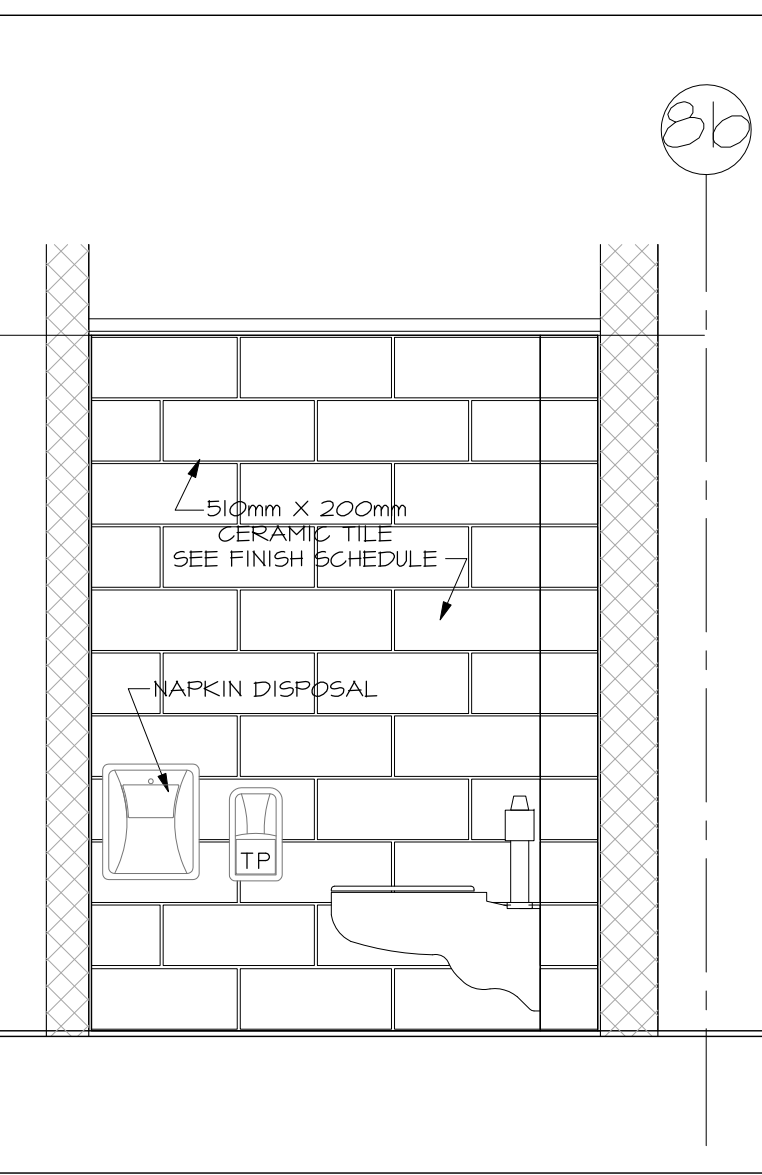 8b
510mm X 200mm
CERAMIC TILE
SEE FINISH SCHEDULE
NAPKIN DISPOSAL
TP